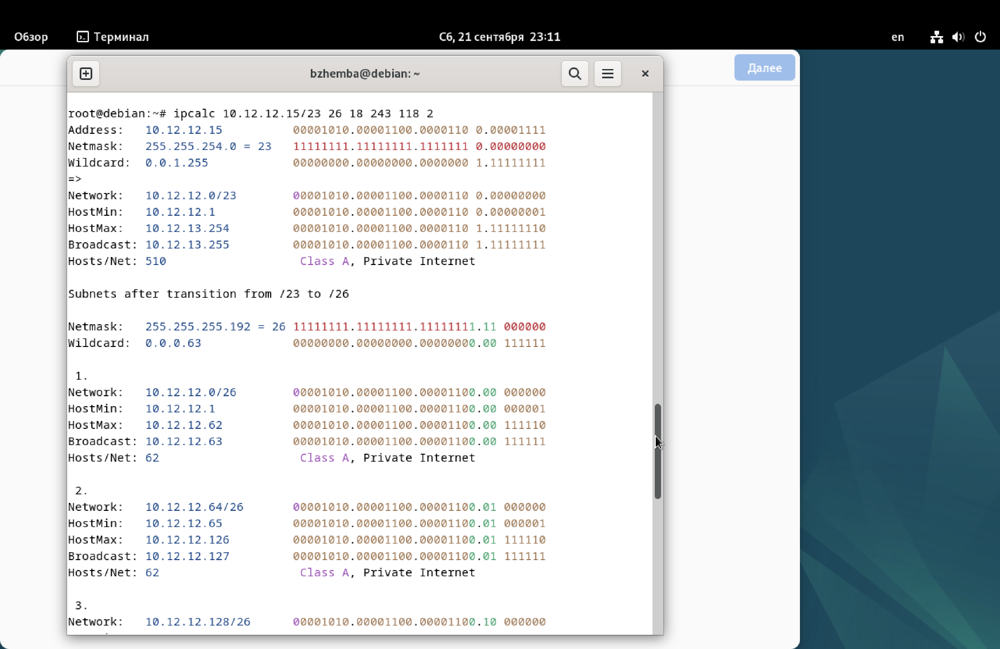 Обзор Терминал Сб, 21 сентября 23:11 en
bzhemba@debian: ~
Далее
root@debian:~# ipcalc 10.12.12.15/23 26 18 243 118 2
Address: 10.12.12.15 00001010.00001100.0000110 0.00001111
Netmask: 255.255.254.0 = 23 11111111.11111111.1111111 0.00000000
Wildcard: 0.0.1.255 00000000.00000000.0000000 1.11111111
=>
Network: 10.12.12.0/23 00001010.00001100.0000110 0.00000000
HostMin: 10.12.12.1 00001010.00001100.0000110 0.00000001
HostMax: 10.12.13.254 00001010.00001100.0000110 1.11111110
Broadcast: 10.12.13.255 00001010.00001100.0000110 1.11111111
Hosts/Net: 510 Class A, Private Internet
Subnets after transition from /23 to /26
Netmask: 255.255.255.192 = 26 11111111.11111111.11111111.11 000000
Wildcard: 0.0.0.63 00000000.00000000.00000000.00 111111
1.
Network: 10.12.12.0/26 00001010.00001100.00001100.00 000000
HostMin: 10.12.12.1 00001010.00001100.00001100.00 000001
HostMax: 10.12.12.62 00001010.00001100.00001100.00 111110
Broadcast: 10.12.12.63 00001010.00001100.00001100.00 111111
Hosts/Net: 62 Class A, Private Internet
2.
Network: 10.12.12.64/26 00001010.00001100.00001100.01 000000
HostMin: 10.12.12.65 00001010.00001100.00001100.01 000001
HostMax: 10.12.12.126 00001010.00001100.00001100.01 111110
Broadcast: 10.12.12.127 00001010.00001100.00001100.01 111111
Hosts/Net: 62 Class A, Private Internet
3.
Network: 10.12.12.128/26 00001010.00001100.00001100.10 000000